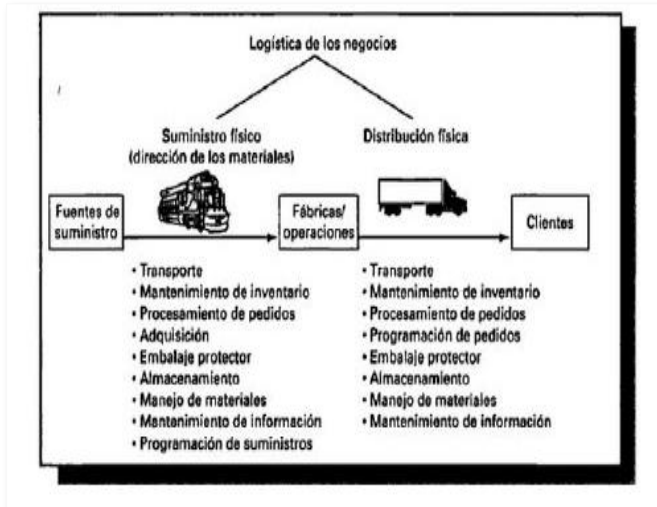 Logística de los negocios
Suministro físico
(dirección de los materiales)
Distribución física
Fuentes de
suministro
Fábricas/
operaciones
Clientes
• Transporte
• Mantenimiento de inventario
• Procesamiento de pedidos
• Adquisición
• Embalaje protector
• Almacenamiento
• Manejo de materiales
• Mantenimiento de información
• Programación de suministros
• Transporte
• Mantenimiento de inventario
• Procesamiento de pedidos
• Programación de pedidos
• Embalaje protector
• Almacenamiento
• Manejo de materiales
• Mantenimiento de información